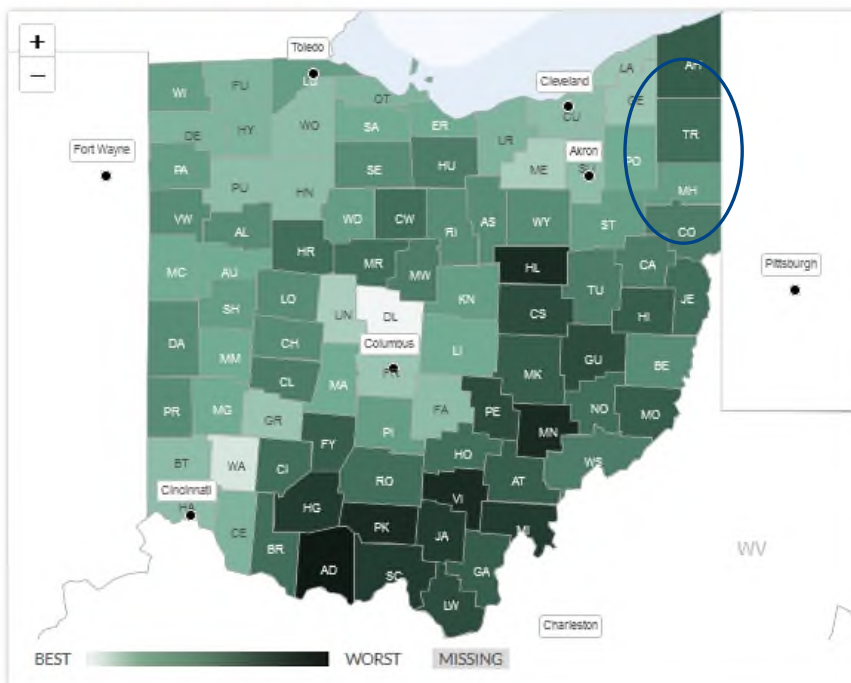 +
−
Toledo
Cleveland
AH
LA
WI
FU
LU
OT
GE
CU
DE
HY
WO
SA
ER
LR
TR
Fort Wayne
Akron
PA
SE
HU
ME
SU
PO
PU
HN
MH
VW
AL
WD
CW
RI
AS
WY
ST
CO
HR
MR
MW
HL
CA
MC
AU
TU
Pittsburgh
SH
LO
UN
DL
KN
CS
HI
JE
DA
CH
Columbus
MM
LI
GU
BE
CL
MA
FR
MK
PR
MG
GR
FA
PE
NO
MO
FY
PI
MN
BT
WA
CI
HO
WS
RO
AT
Cincinnati
HA
HG
VI
CE
PK
JA
MI
BR
AD
SC
GA
WV
LW
Charleston
BEST
WORST
MISSING